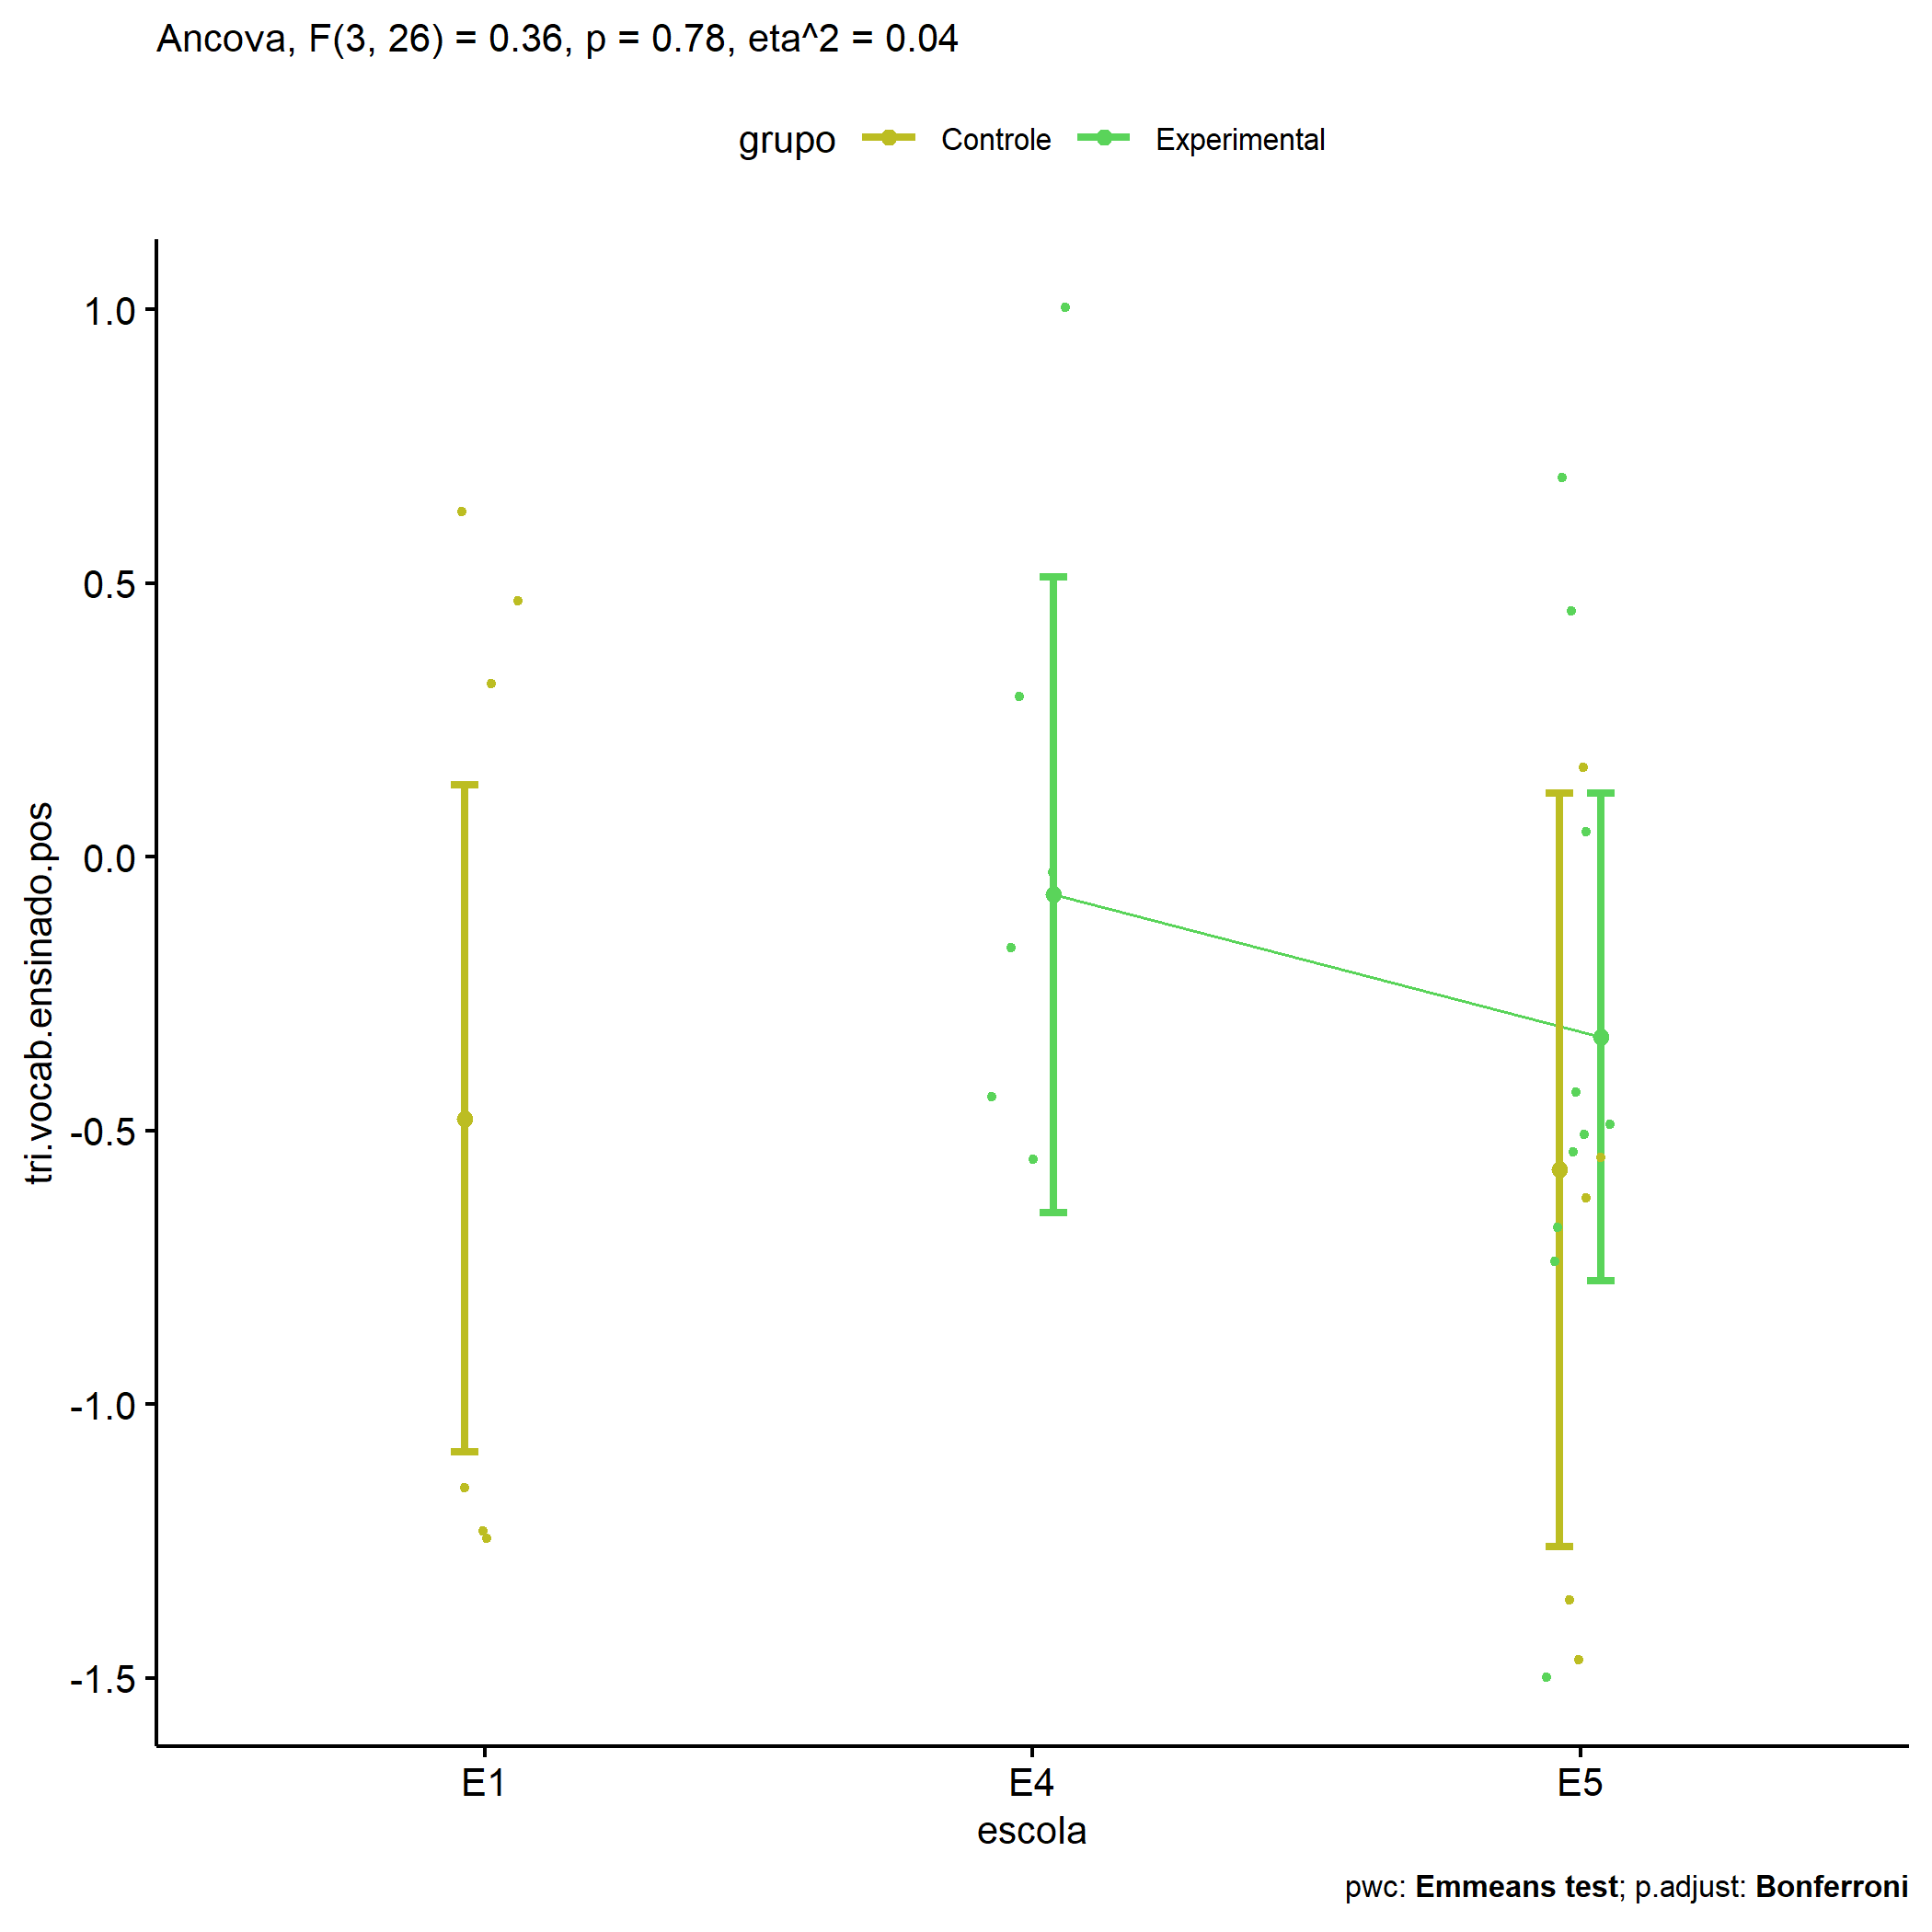 Ancova, F(3, 26) = 0.36, p = 0.78, eta^2 = 0.04
grupo Controle Experimental
tri.vocab.ensinado.pos
1.0
0.5
0.0
-0.5
-1.0
-1.5
E1 E4 E5
escola
pwc: Emmeans test; p.adjust: Bonferroni